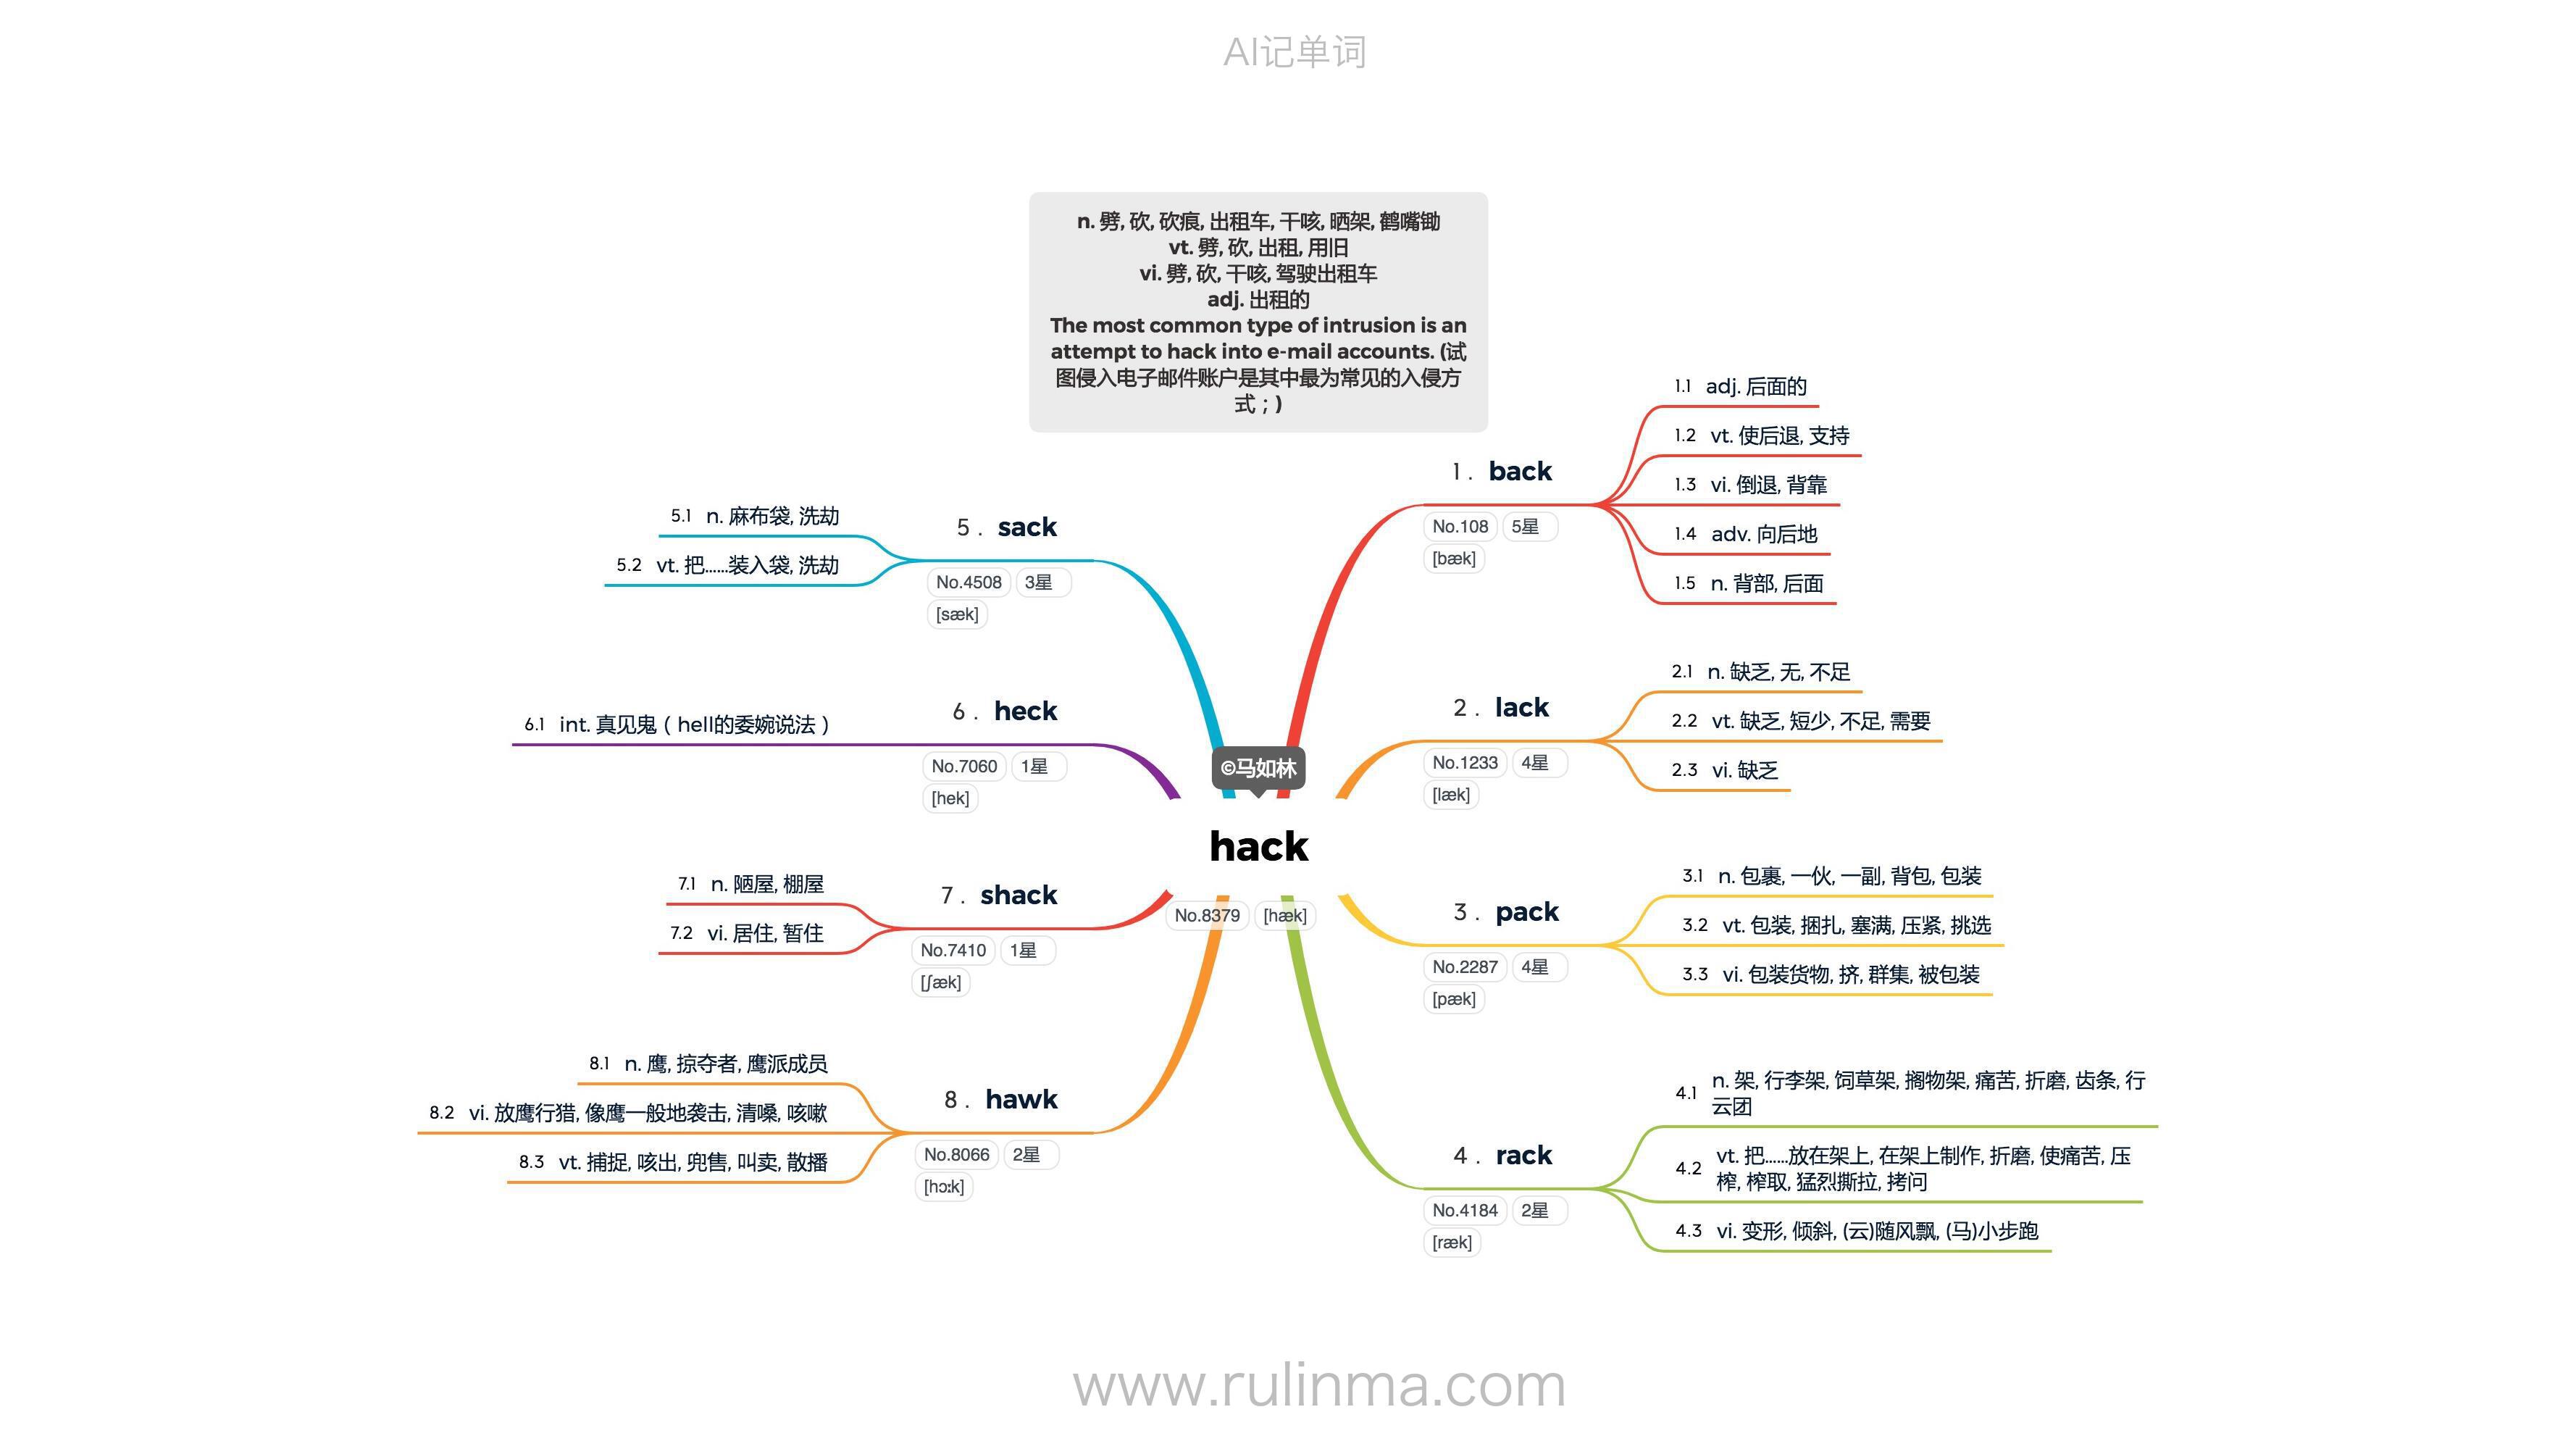 AI记单词
n. 劈, 砍, 砍痕, 出租车, 干咳, 晒架, 鹤嘴锄
vt. 劈, 砍, 出租, 用旧
vi. 劈, 砍, 干咳, 驾驶出租车
adj. 出租的
The most common type of intrusion is an
attempt to hack into e-mail accounts. (试
图侵入电子邮件账户是其中最为常见的入侵方
式；)
©马如林
hack
No.8379 [hæk]
1. back
No.108 5星
[bæk]
1.1 adj. 后面的
1.2 vt. 使后退, 支持
1.3 vi. 倒退, 背靠
1.4 adv. 向后地
1.5 n. 背部, 后面
2. lack
No.1233 4星
[læk]
2.1 n. 缺乏, 无, 不足
2.2 vt. 缺乏, 短少, 不足, 需要
2.3 vi. 缺乏
3. pack
No.2287 4星
[pæk]
3.1 n. 包裹, 一伙, 一副, 背包, 包装
3.2 vt. 包装, 捆扎, 塞满, 压紧, 挑选
3.3 vi. 包装货物, 挤, 群集, 被包装
4. rack
No.4184 2星
[ræk]
4.1 n. 架, 行李架, 饲草架, 搁物架, 痛苦, 折磨, 齿条, 行
云团
4.2 vt. 把……放在架上, 在架上制作, 折磨, 使痛苦, 压
榨, 榨取, 猛烈撕拉, 拷问
4.3 vi. 变形, 倾斜, (云)随风飘, (马)小步跑
5. sack
No.4508 3星
[sæk]
5.1 n. 麻布袋, 洗劫
5.2 vt. 把……装入袋, 洗劫
6. heck
No.7060 1星
[hek]
6.1 int. 真见鬼（hell的委婉说法）
7. shack
No.7410 1星
[ʃæk]
7.1 n. 陋屋, 棚屋
7.2 vi. 居住, 暂住
8. hawk
No.8066 2星
[hɔːk]
8.1 n. 鹰, 掠夺者, 鹰派成员
8.2 vi. 放鹰行猎, 像鹰一般地袭击, 清嗓, 咳嗽
8.3 vt. 捕捉, 咳出, 兜售, 叫卖, 散播
www.rulinma.com